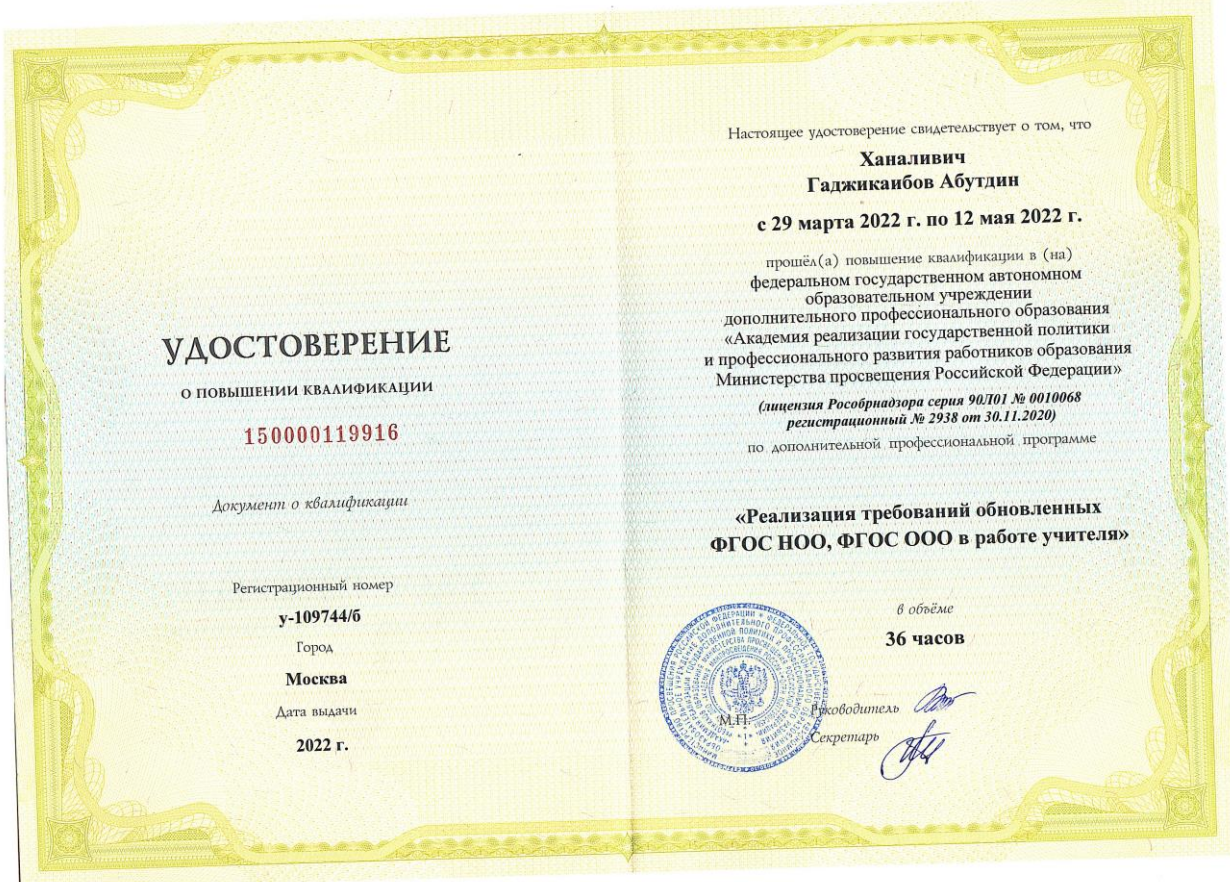 УДОСТОВЕРЕНИЕ
О ПОВЫШЕНИИ КВАЛИФИКАЦИИ
150000119916
Документ о квалификации
Регистрационный номер
у-109744/б
Город
Москва
Дата выдачи
2022 г.
Настоящее удостоверение свидетельствует о том, что
Ханаливич
Гаджикаибов Абутдин
с 29 марта 2022 г. по 12 мая 2022 г.
прошёл(а) повышение квалификации в (на)
федеральном государственном автономном
образовательном учреждении
дополнительного профессионального образования
«Академия реализации государственной политики
и профессионального развития работников образования
Министерства просвещения Российской Федерации»
(лицензия Рособрнадзора серия 90Л01 № 0010068
регистрационный № 2938 от 30.11.2020)
по дополнительной профессиональной программе
«Реализация требований обновленных
ФГОС НОО, ФГОС ООО в работе учителя»
в объёме
36 часов
М.П.
Руководитель
Секретарь